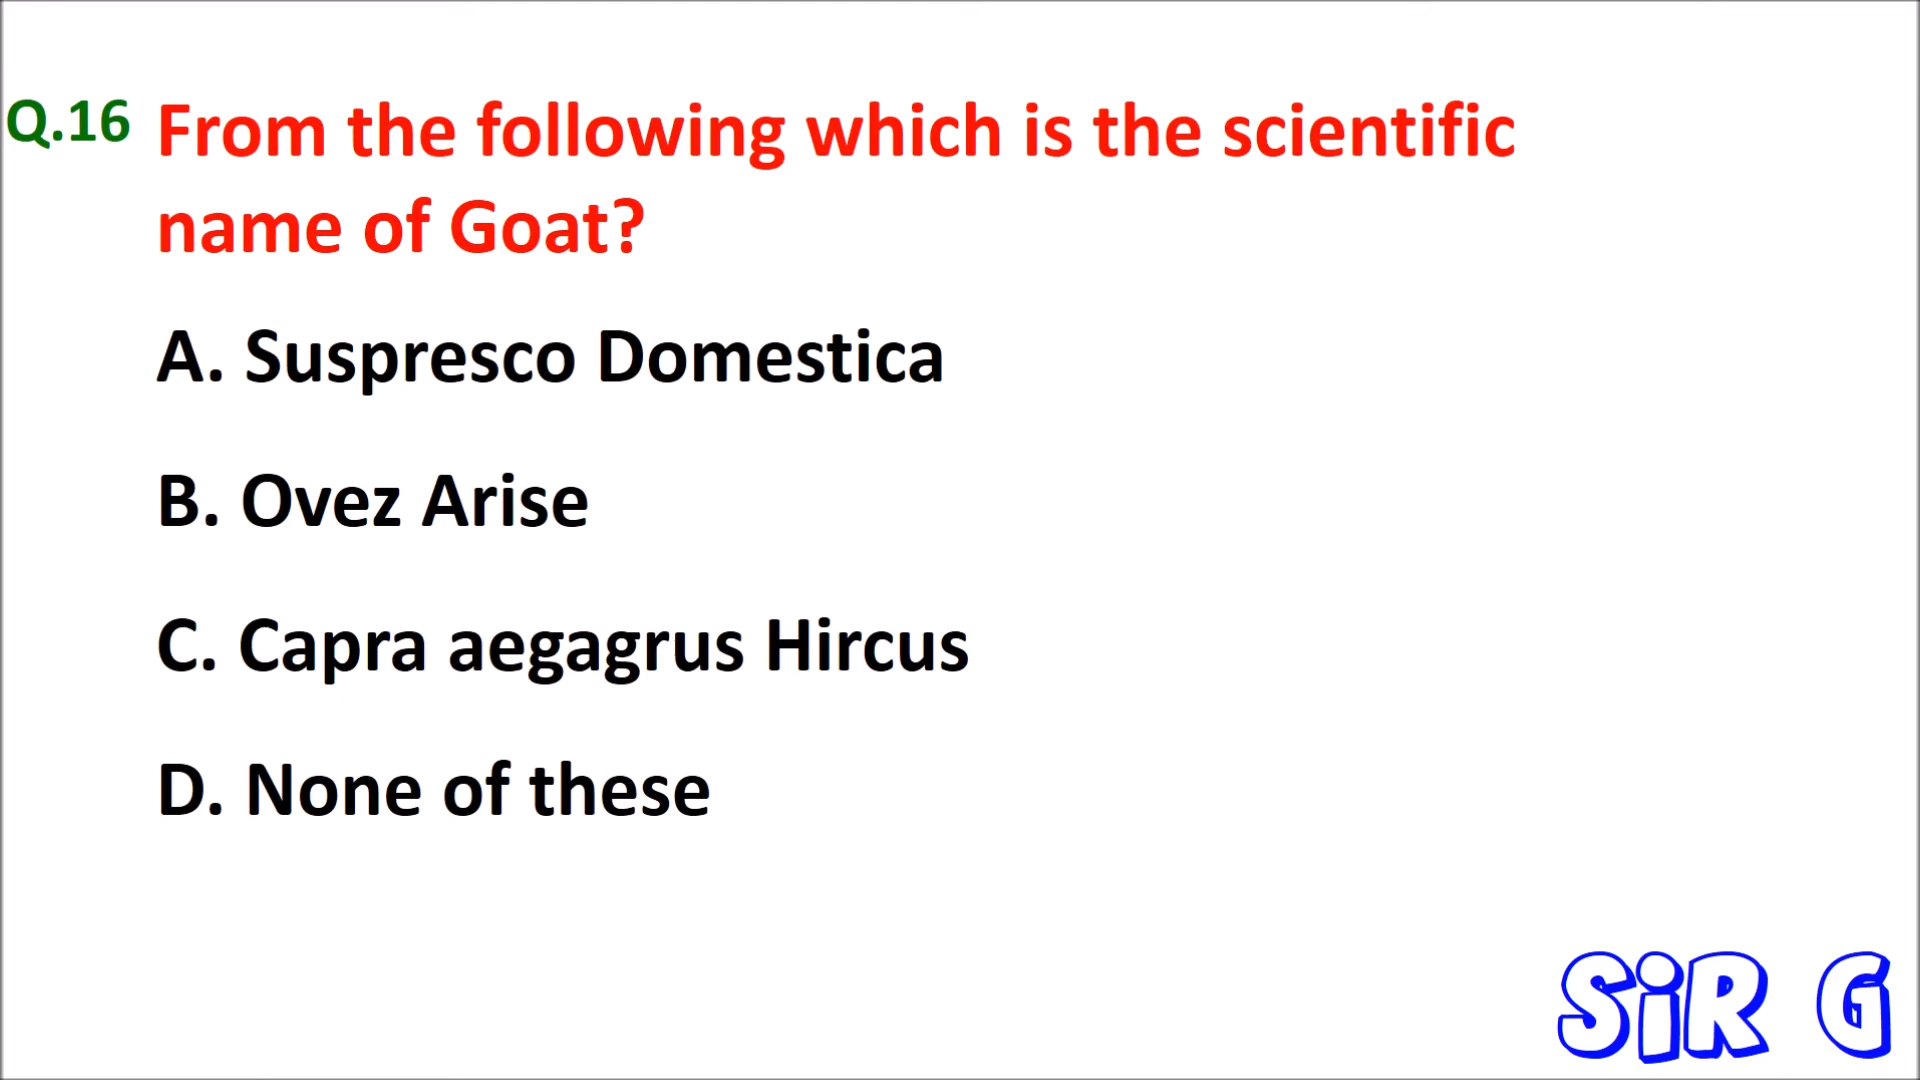 Q.16 From the following which is the scientific
name of Goat?
A. Suspresco Domestica
B. Ovez Arise
C. Capra aegagrus Hircus
D. None of these
SiR G